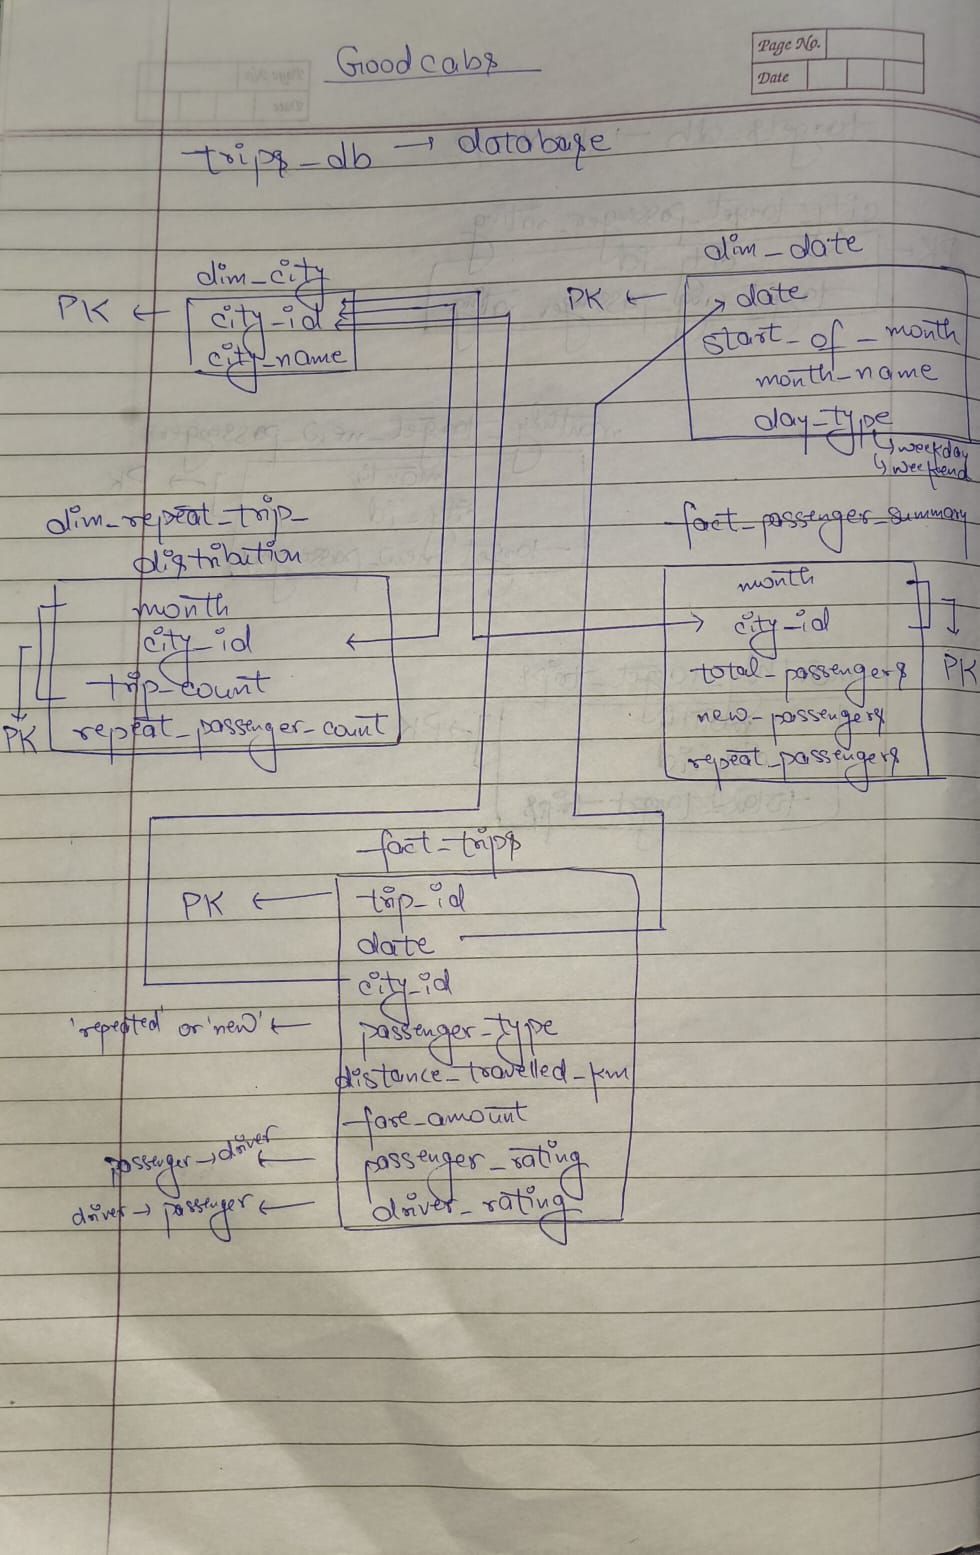 Page No.
Date
Goodcabs
trips_db → database
dim_city
PK ← city_id
city_name
dim_date
PK ← date
start_of_month
month_name
day_type
↳ weekday
↳ weekend
dim_repeat_trip_
distribution
month
city_id
trip_count
repeat_passenger_count
PK
fact_passenger_summary
month
city_id
total_passengers
new_passengers
repeat_passengers
PK
fact_trips
PK ← trip_id
date
city_id
'repeated' or 'new' ← passenger_type
distance_travelled_km
fare_amount
passenger → driver ← passenger_rating
driver → passenger ← driver_rating